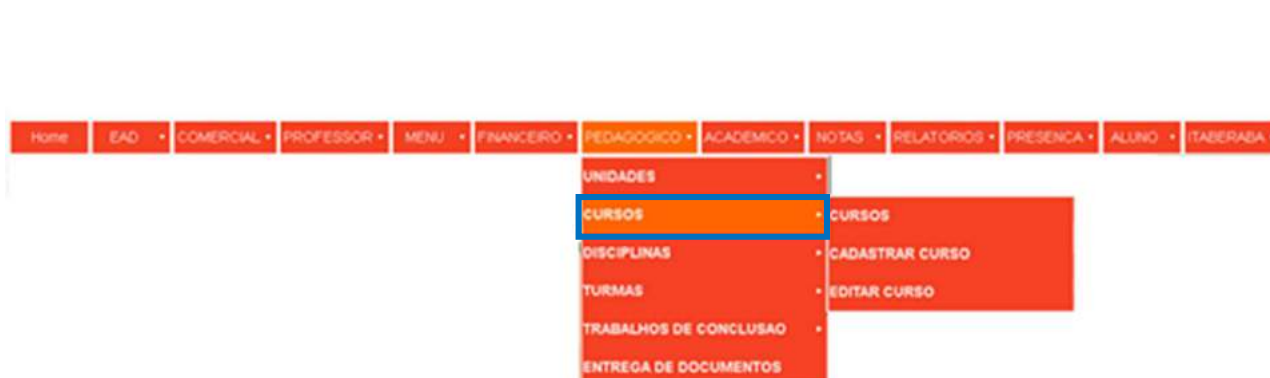 Home EAD COMERCIAL PROFESSOR MENU FINANCEIRO PEDAGOGICO ACADEMICO NOTAS RELATORIOS PRESENCA ALUNO ITABERABA
UNIDADES
CURSOS
DISCIPLINAS
TURMAS
TRABALHOS DE CONCLUSAO
ENTREGA DE DOCUMENTOS
CURSOS
CADASTRAR CURSO
EDITAR CURSO